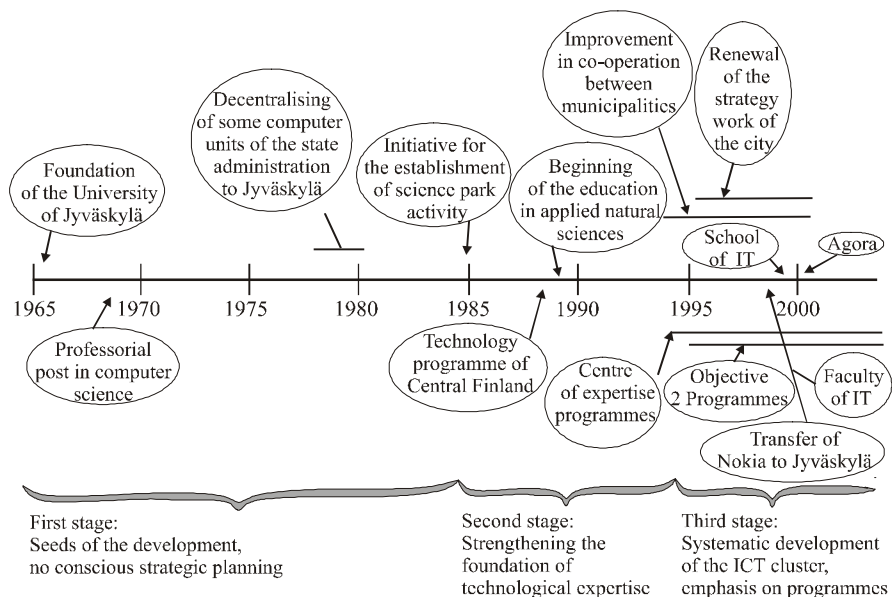 Improvement
in co-operation
between
municipalitics
Renewal
of the
strategy
work of
the city
Decentralising
of some computer
units of the state
administration
to Jyväskylä
Initiative for
the establishment
of science park
activity
Beginning
of the education
in applied natural
sciences
Foundation
of the University
of Jyväskylä
School
of IT
Agora
1965
1970
1975
1980
1985
1990
1995
2000
Professorial
post in computer
science
Technology
programme of
Central Finland
Centre
of expertise
programmes
Objective
2 Programmes
Faculty
of IT
Transfer of
Nokia to Jyväskylä
First stage:
Seeds of the development,
no conscious strategic planning
Second stage:
Strengthening the
foundation of
technological expertise
Third stage:
Systematic development
of the ICT cluster,
emphasis on programmes